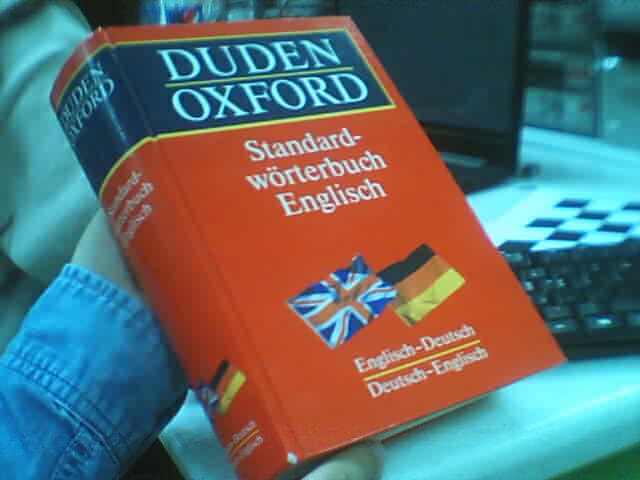 DUDEN
OXFORD
Standard-
wörterbuch
Englisch
Englisch–Deutsch
Deutsch–Englisch
DUDEN
OXFORD
Standard-
wörterbuch
Englisch